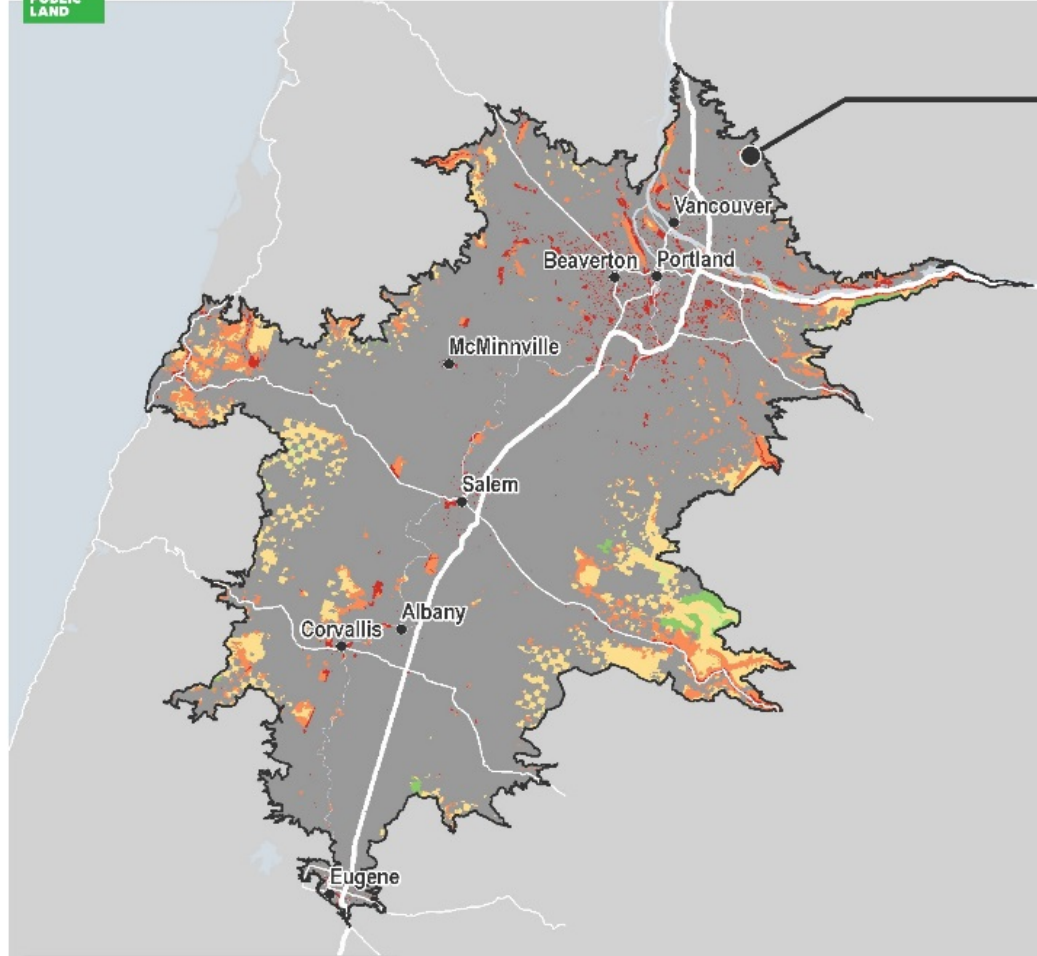 PUBLIC
LAND
Vancouver
Beaverton
Portland
McMinnville
Salem
Albany
Corvallis
Eugene